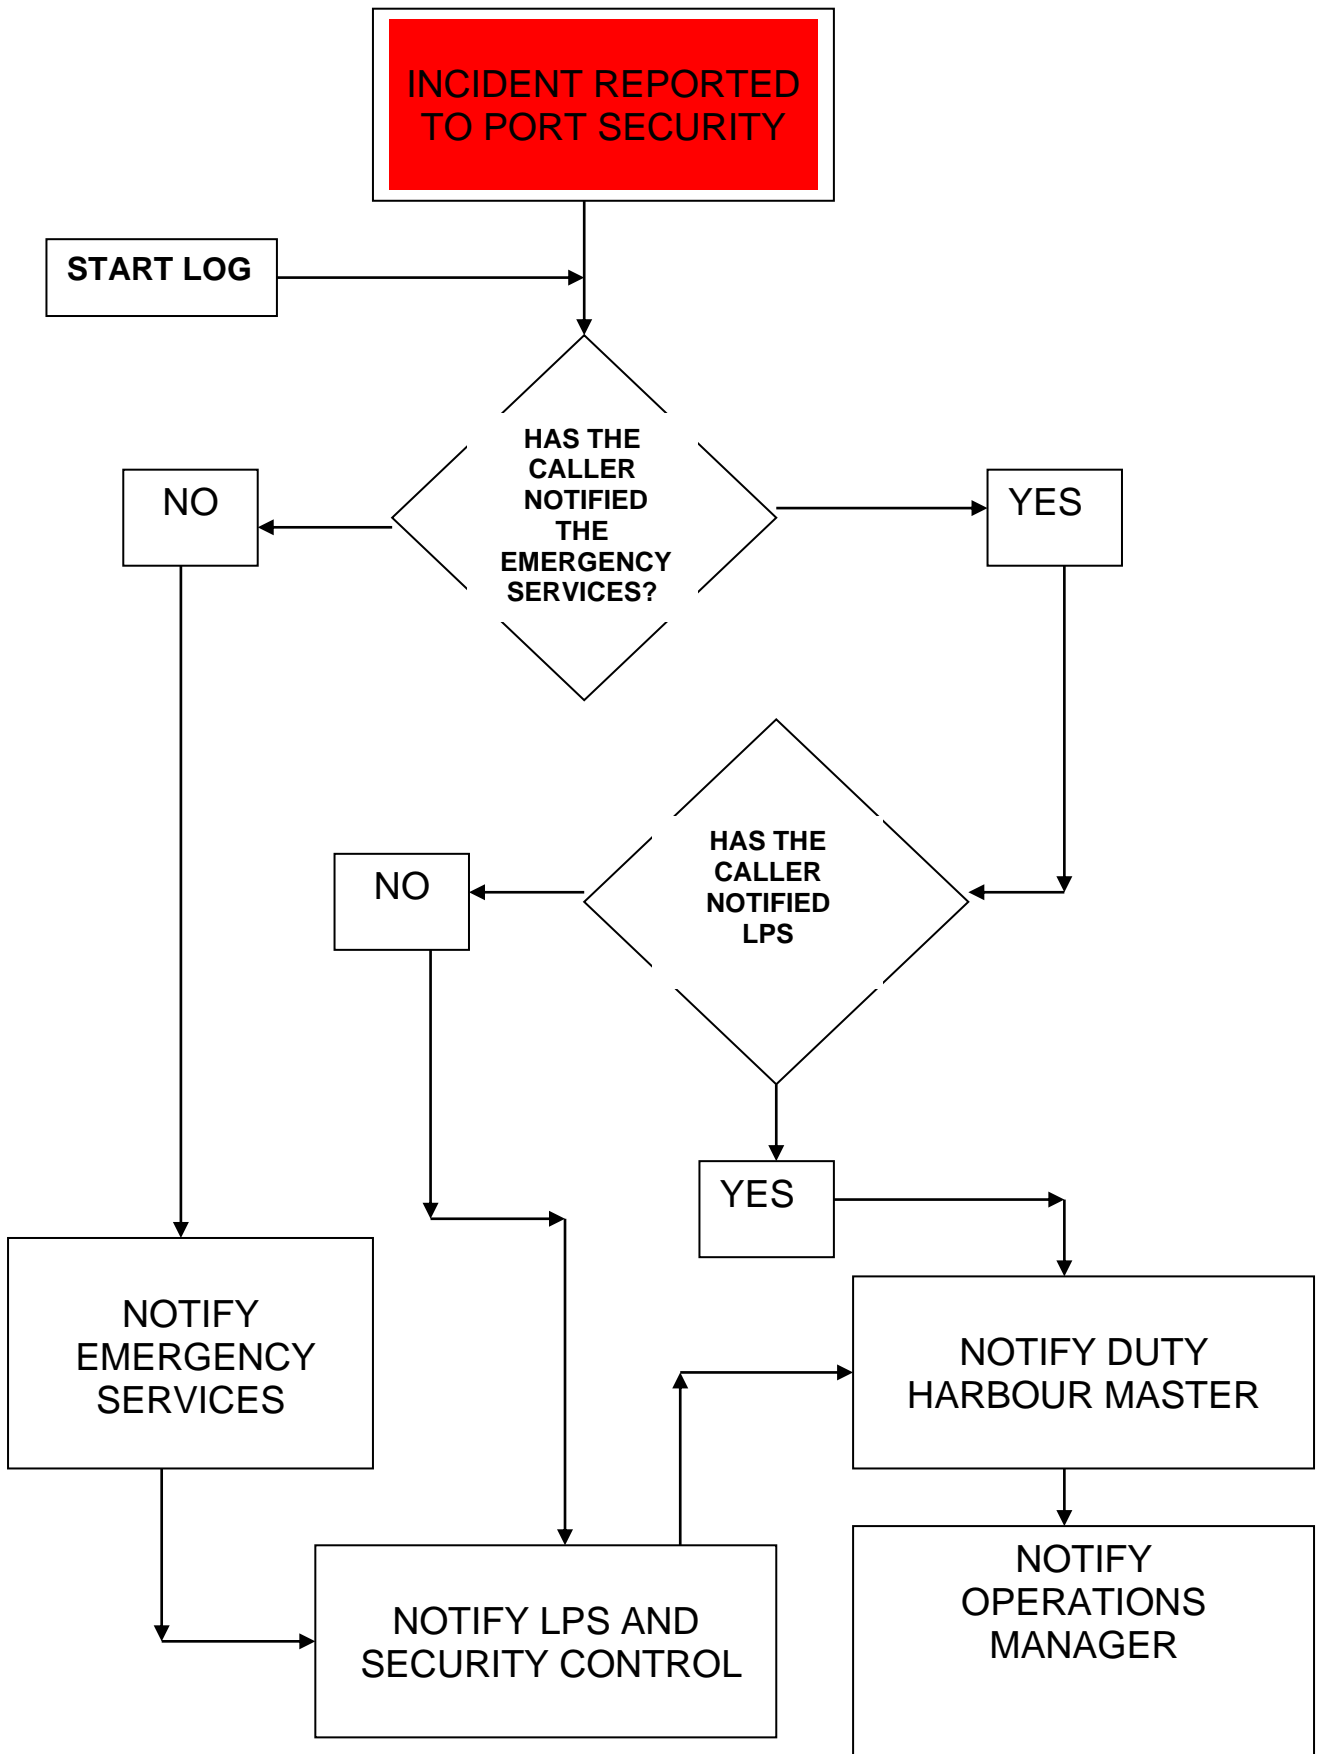 INCIDENT REPORTED
TO PORT SECURITY
START LOG
HAS THE
CALLER
NOTIFIED
THE
EMERGENCY
SERVICES?
NO
YES
HAS THE
CALLER
NOTIFIED
LPS
NO
YES
NOTIFY
EMERGENCY
SERVICES
NOTIFY DUTY
HARBOUR MASTER
NOTIFY LPS AND
SECURITY CONTROL
NOTIFY
OPERATIONS
MANAGER